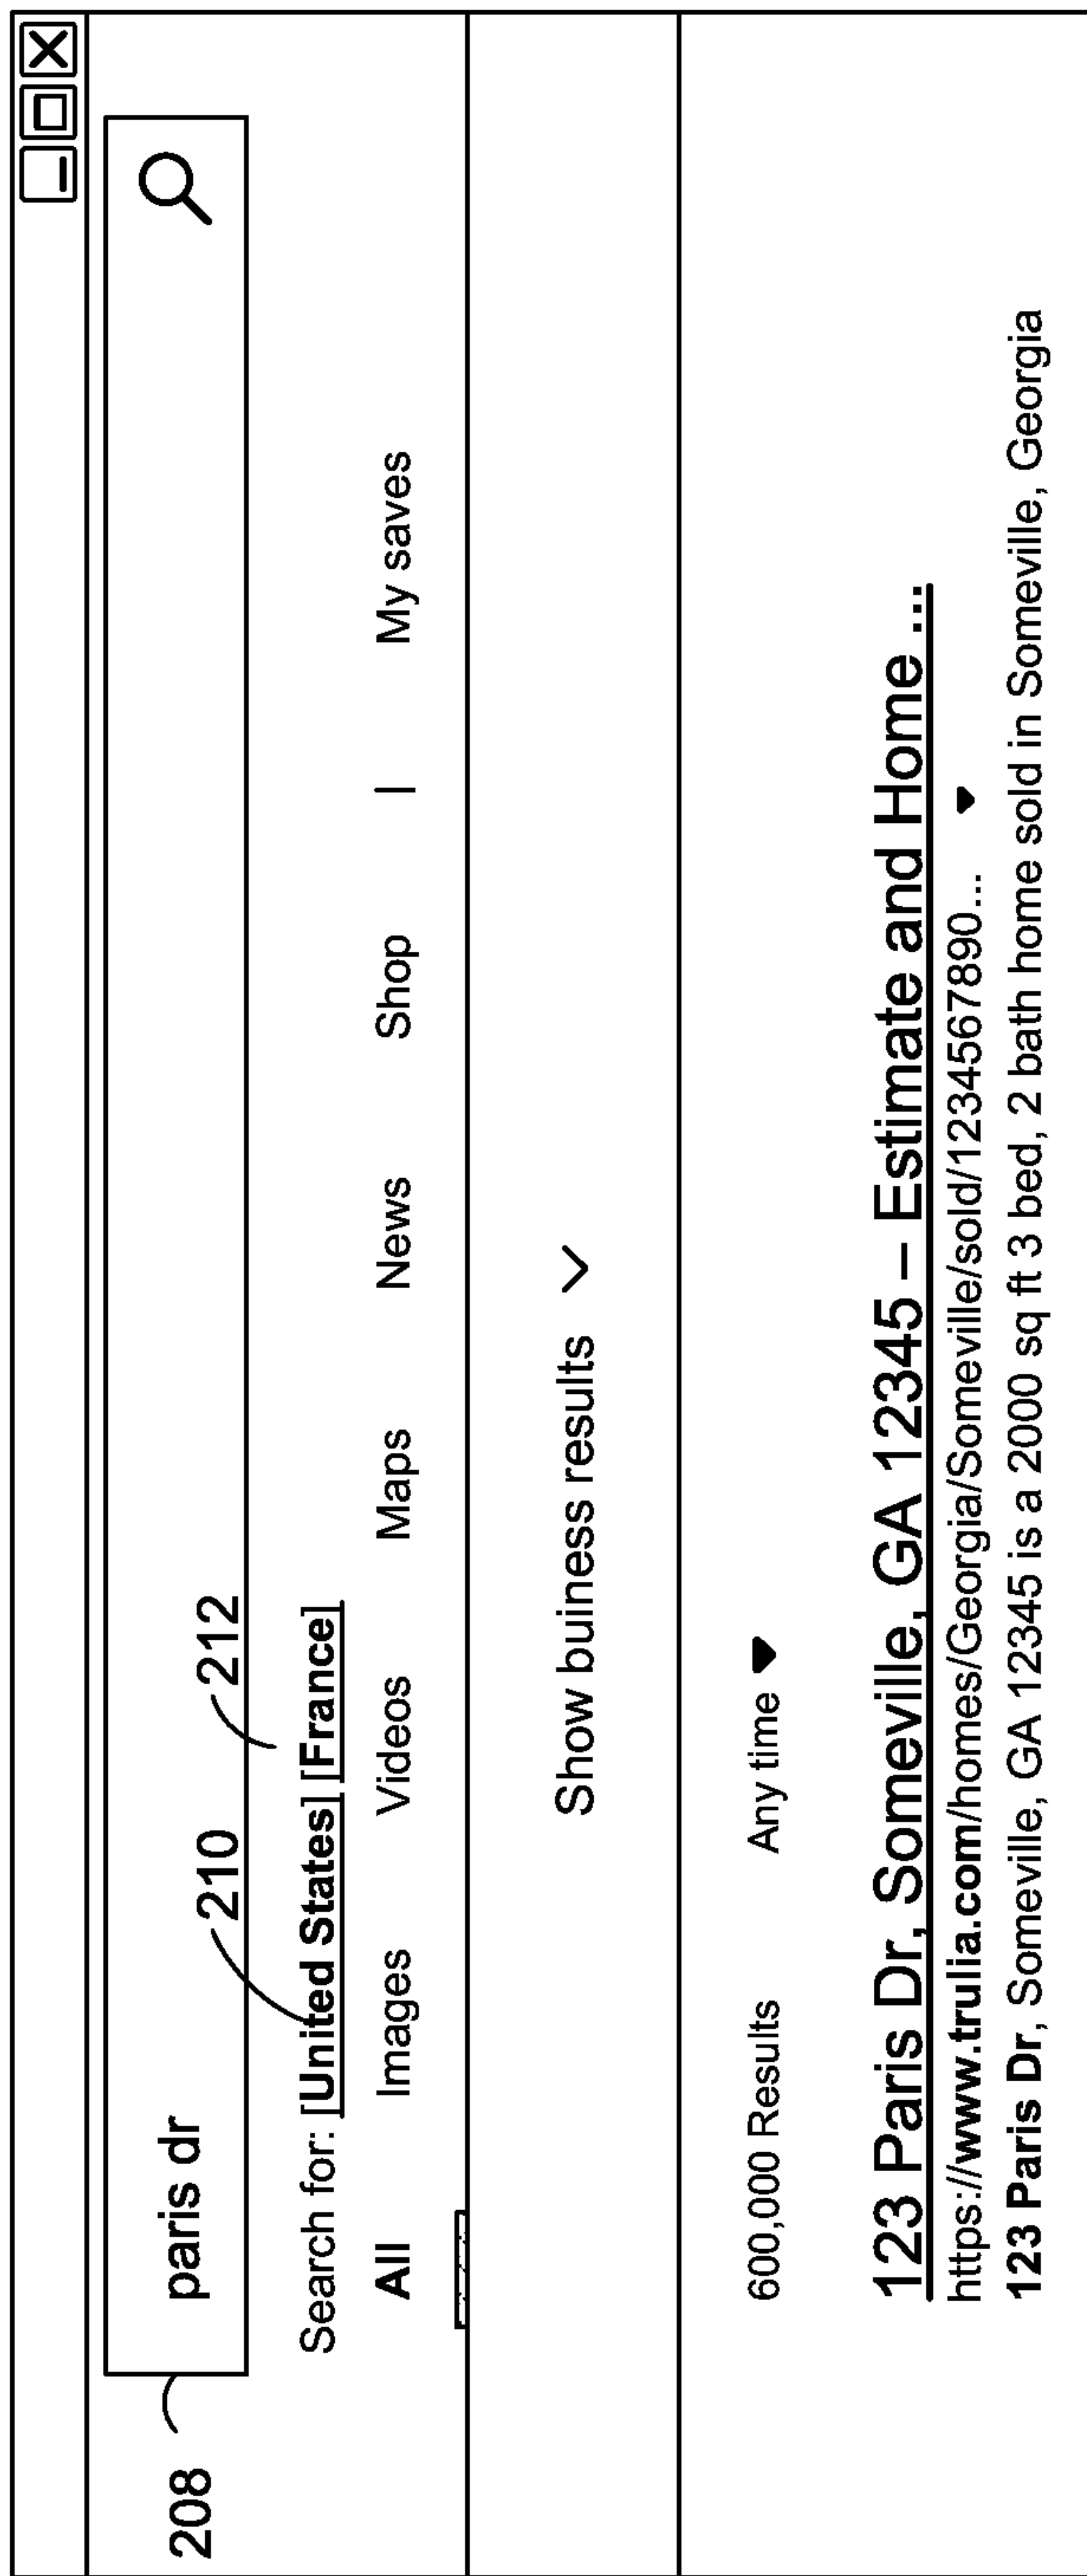 208
paris dr
210
212
Search for: [United States] [France]
All Images Videos Maps News Shop | My saves
Show buiness results
600,000 Results Any time
123 Paris Dr, Someville, GA 12345 – Estimate and Home ...
https://www.trulia.com/homes/Georgia/Someville/sold/1234567890...
123 Paris Dr, Someville, GA 12345 is a 2000 sq ft 3 bed, 2 bath home sold in Someville, Georgia